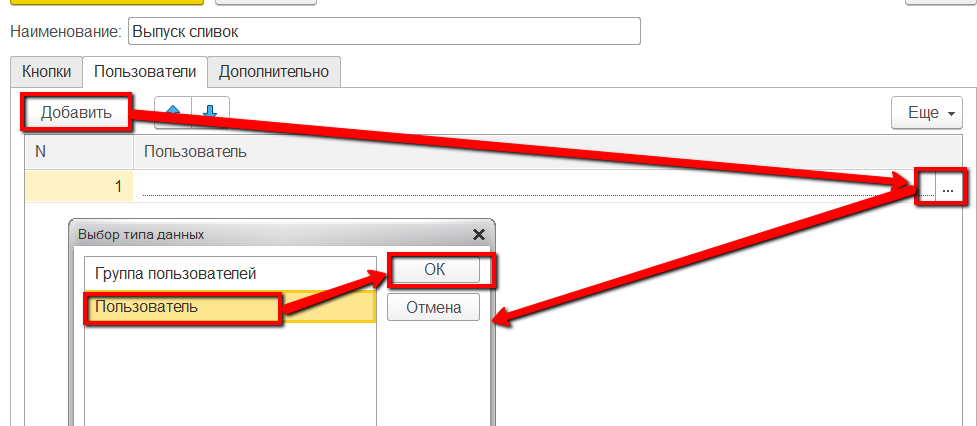 Наименование: Выпуск сливок
Кнопки Пользователи Дополнительно
Добавить Еще
N Пользователь
1 ...
Выбор типа данных
Группа пользователей ОК
Пользователь Отмена